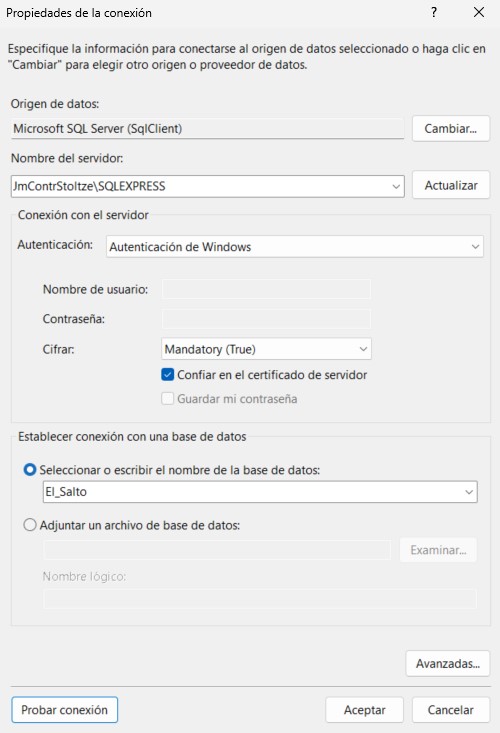 Propiedades de la conexión
?
Especifique la información para conectarse al origen de datos seleccionado o haga clic en
"Cambiar" para elegir otro origen o proveedor de datos.
Origen de datos:
Microsoft SQL Server (SqlClient)
Cambiar...
Nombre del servidor:
JmContrStoltze\SQLEXPRESS
Actualizar
Conexión con el servidor
Autenticación:
Autenticación de Windows
Nombre de usuario:
Contraseña:
Cifrar:
Mandatory (True)
Confiar en el certificado de servidor
Guardar mi contraseña
Establecer conexión con una base de datos
Seleccionar o escribir el nombre de la base de datos:
El_Salto
Adjuntar un archivo de base de datos:
Examinar...
Nombre lógico:
Avanzadas...
Probar conexión
Aceptar
Cancelar